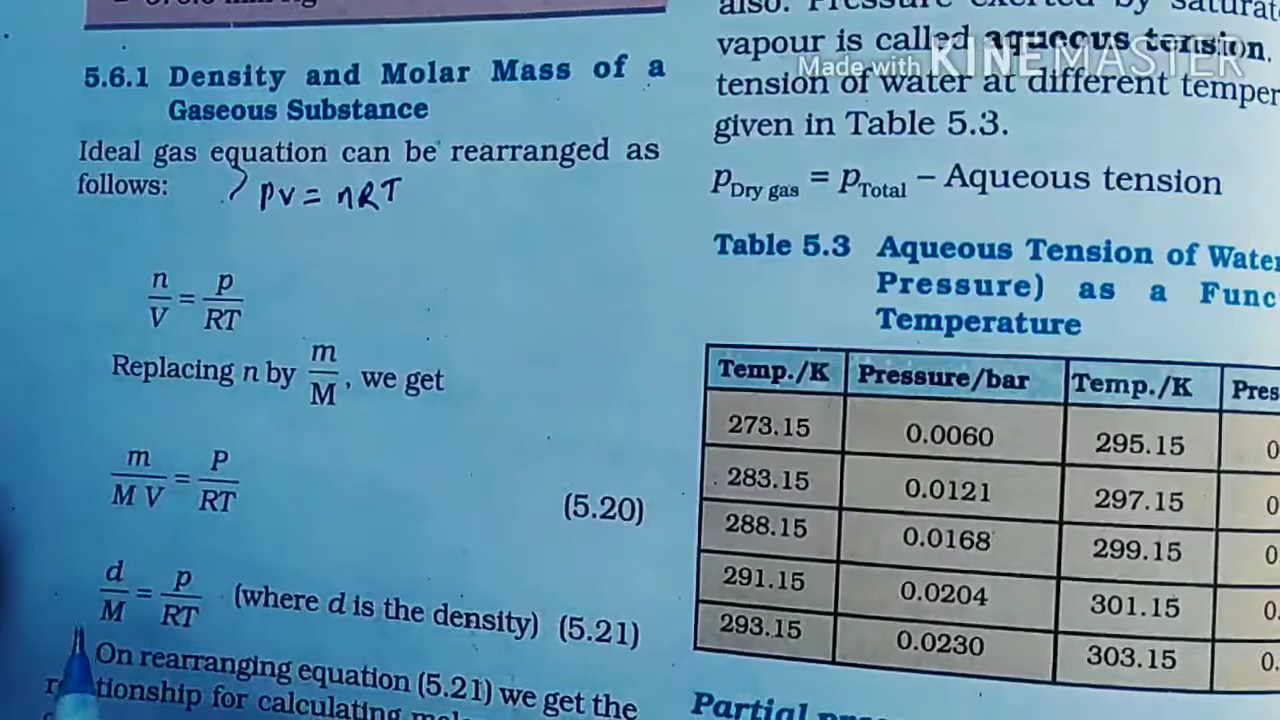 5.6.1 Density and Molar Mass of a
Gaseous Substance
Ideal gas equation can be rearranged as
follows:
pV = nRT
n/V = p/RT
Replacing n by m/M, we get
m/M V = P/RT (5.20)
d/M = p/RT (where d is the density) (5.21)
On rearranging equation (5.21) we get the
for calculating
also. Pressure exerted by
vapour is called aqueous tension.
Made with KINEMASTER
tension of water at different
given in Table 5.3.
pDry gas = pTotal – Aqueous tension
Table 5.3 Aqueous Tension of Water
Pressure) as a
Temperature
Temp./K Pressure/bar Temp./K
273.15 0.0060 295.15
283.15 0.0121 297.15
288.15 0.0168 299.15
291.15 0.0204 301.15
293.15 0.0230 303.15
Partial